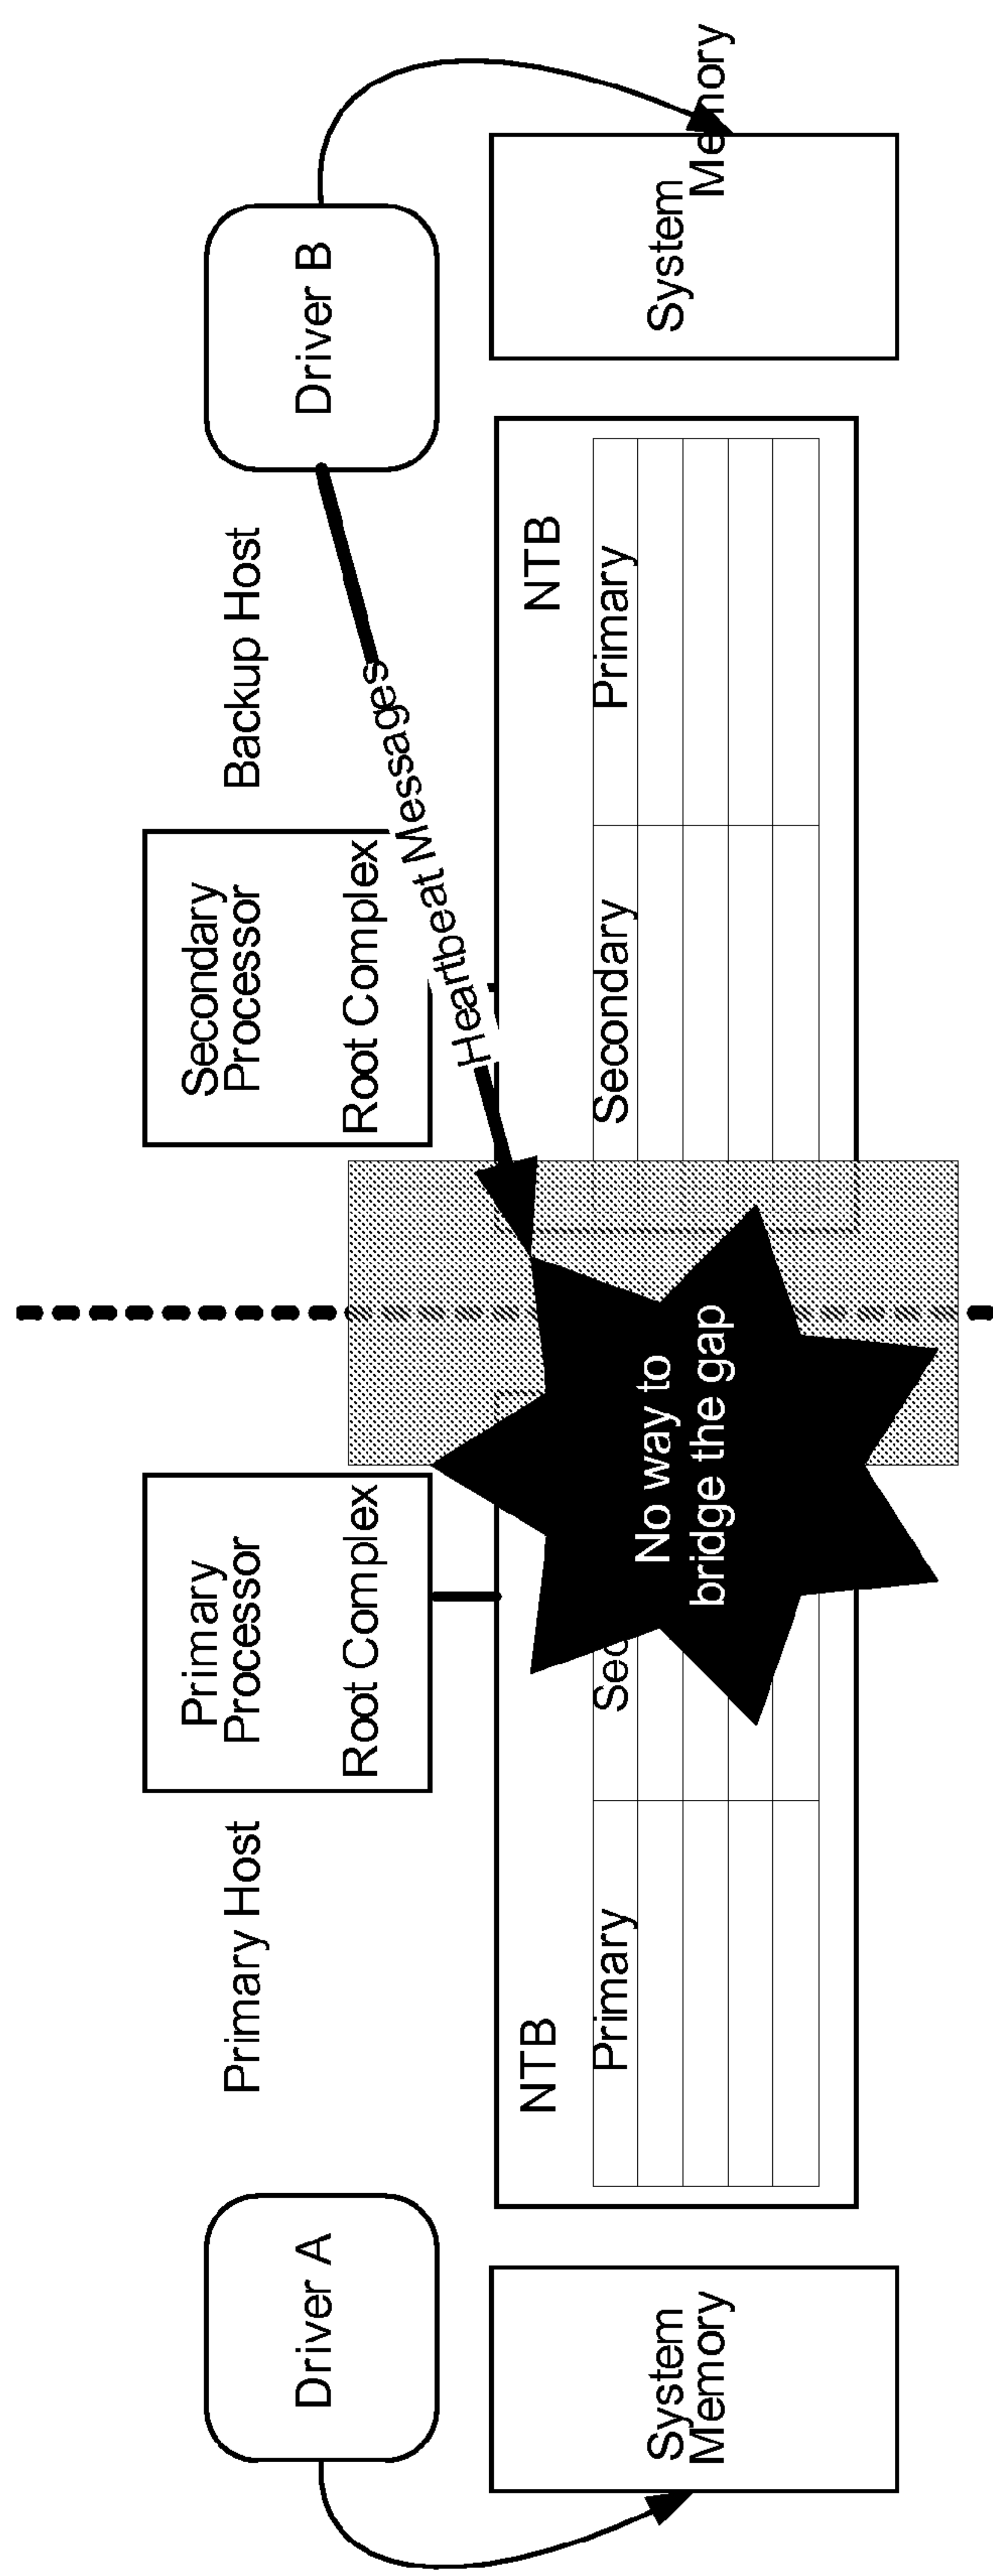 Primary Host
Primary
Processor
Root Complex
Secondary
Processor
Root Complex
Backup Host
Driver A
Driver B
Heartbeat Messages
NTB
Primary
Sec
NTB
Secondary
Primary
System
Memory
No way to
bridge the gap
System
Memory